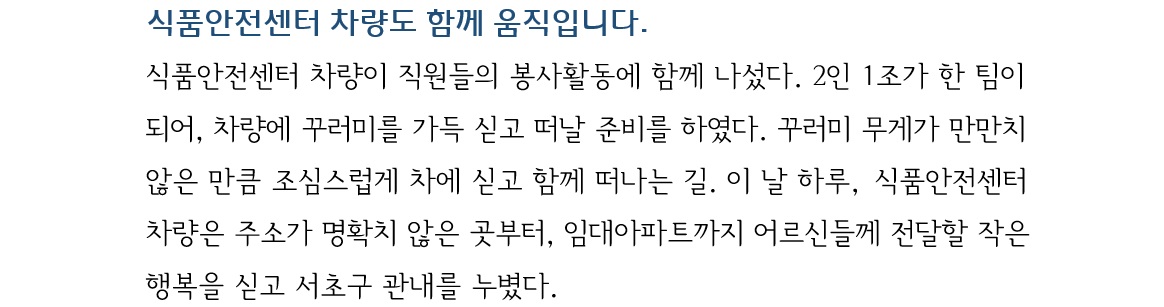 식품안전센터 차량도 함께 움직입니다.
식품안전센터 차량이 직원들의 봉사활동에 함께 나섰다. 2인 1조가 한 팀이
되어, 차량에 꾸러미를 가득 싣고 떠날 준비를 하였다. 꾸러미 무게가 만만치
않은 만큼 조심스럽게 차에 싣고 함께 떠나는 길. 이 날 하루, 식품안전센터
차량은 주소가 명확치 않은 곳부터, 임대아파트까지 어르신들께 전달할 작은
행복을 싣고 서초구 관내를 누볐다.